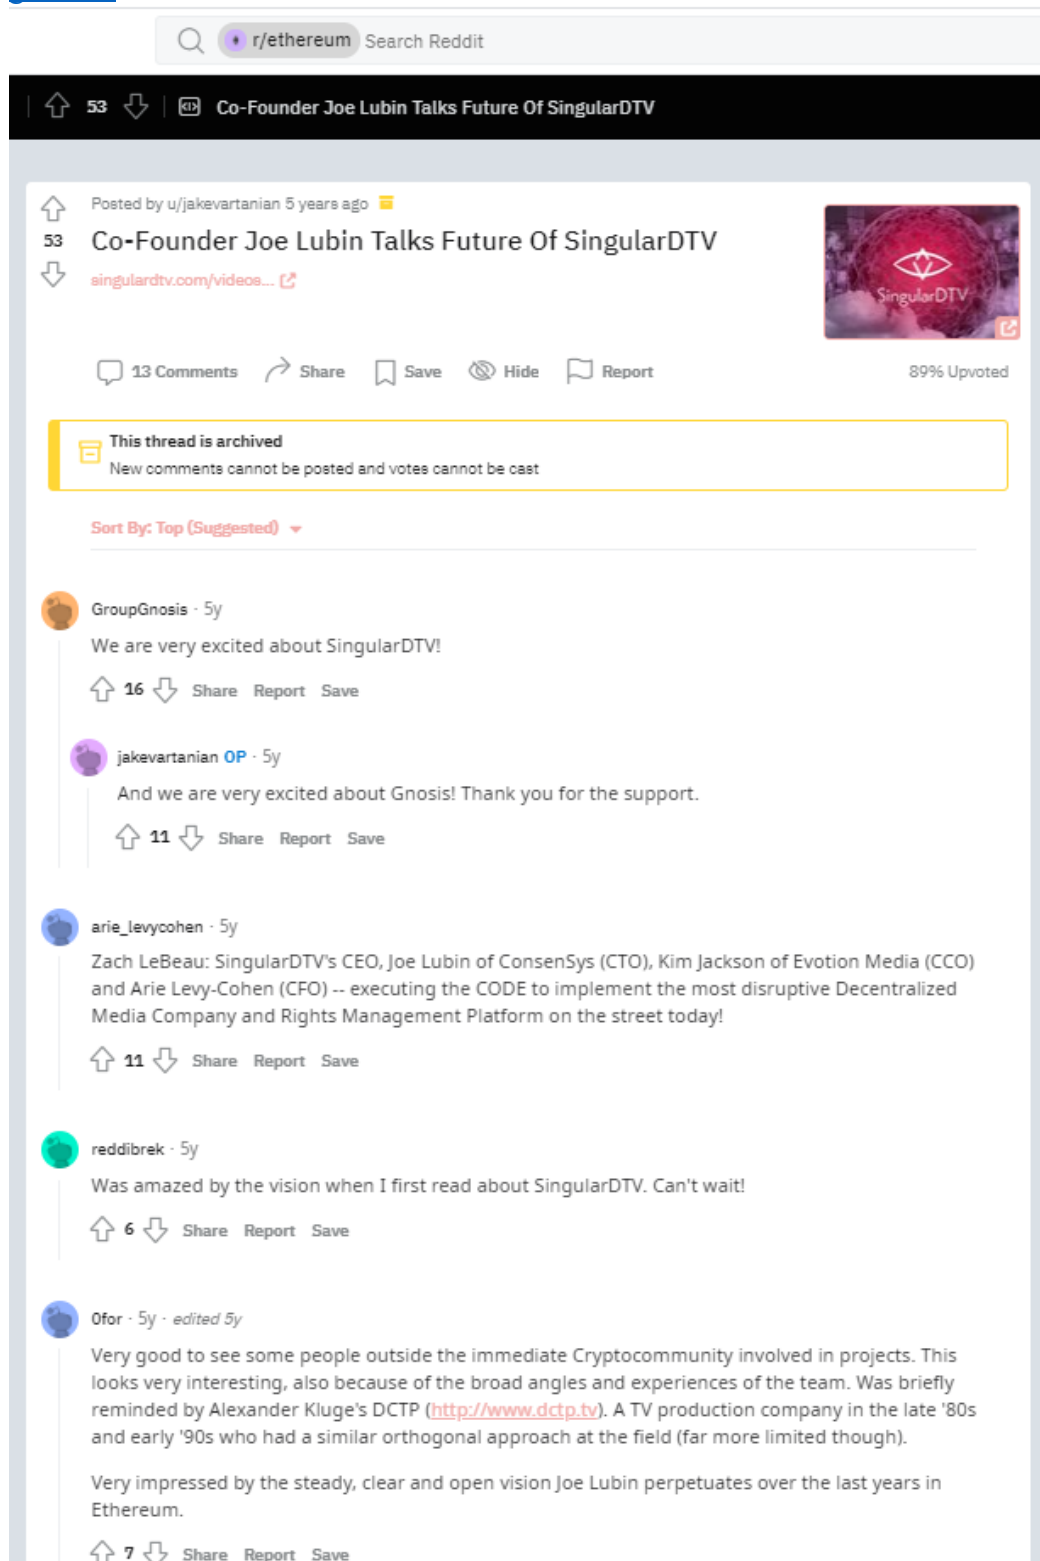 r/ethereum Search Reddit
53 Co-Founder Joe Lubin Talks Future Of SingularDTV
Posted by u/jakevartanian 5 years ago
53
Co-Founder Joe Lubin Talks Future Of SingularDTV
singulardtv.com/videos...
SingularDTV
13 Comments Share Save Hide Report 89% Upvoted
This thread is archived
New comments cannot be posted and votes cannot be cast
Sort By: Top (Suggested)
GroupGnosis · 5y
We are very excited about SingularDTV!
16 Share Report Save
jakevartanian OP · 5y
And we are very excited about Gnosis! Thank you for the support.
11 Share Report Save
arie_levycohen · 5y
Zach LeBeau: SingularDTV's CEO, Joe Lubin of ConsenSys (CTO), Kim Jackson of Evotion Media (CCO)
and Arie Levy-Cohen (CFO) -- executing the CODE to implement the most disruptive Decentralized
Media Company and Rights Management Platform on the street today!
11 Share Report Save
reddibrek · 5y
Was amazed by the vision when I first read about SingularDTV. Can't wait!
6 Share Report Save
0for · 5y · edited 5y
Very good to see some people outside the immediate Cryptocommunity involved in projects. This
looks very interesting, also because of the broad angles and experiences of the team. Was briefly
reminded by Alexander Kluge's DCTP (http://www.dctp.tv). A TV production company in the late '80s
and early '90s who had a similar orthogonal approach at the field (far more limited though).
Very impressed by the steady, clear and open vision Joe Lubin perpetuates over the last years in
Ethereum.
7 Share Report Save